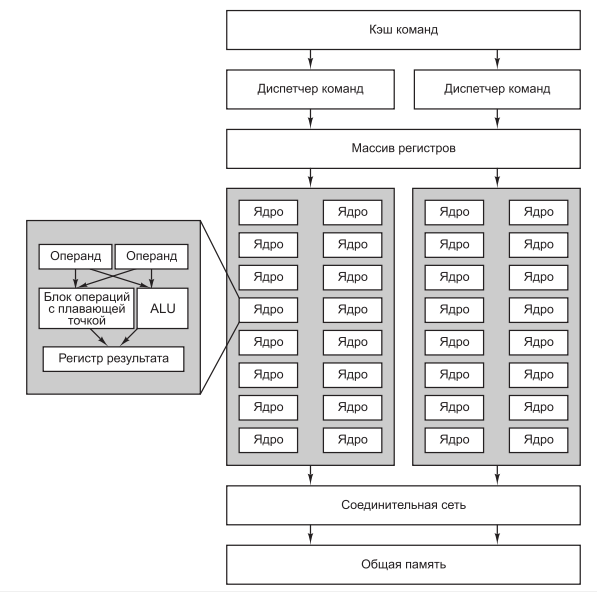 Кэш команд
Диспетчер команд Диспетчер команд
Массив регистров
Ядро Ядро Ядро Ядро
Ядро Ядро Ядро Ядро
Ядро Ядро Ядро Ядро
Ядро Ядро Ядро Ядро
Ядро Ядро Ядро Ядро
Ядро Ядро Ядро Ядро
Ядро Ядро Ядро Ядро
Ядро Ядро Ядро Ядро
Операнд Операнд
Блок операций
с плавающей
точкой
ALU
Регистр результата
Соединительная сеть
Общая память